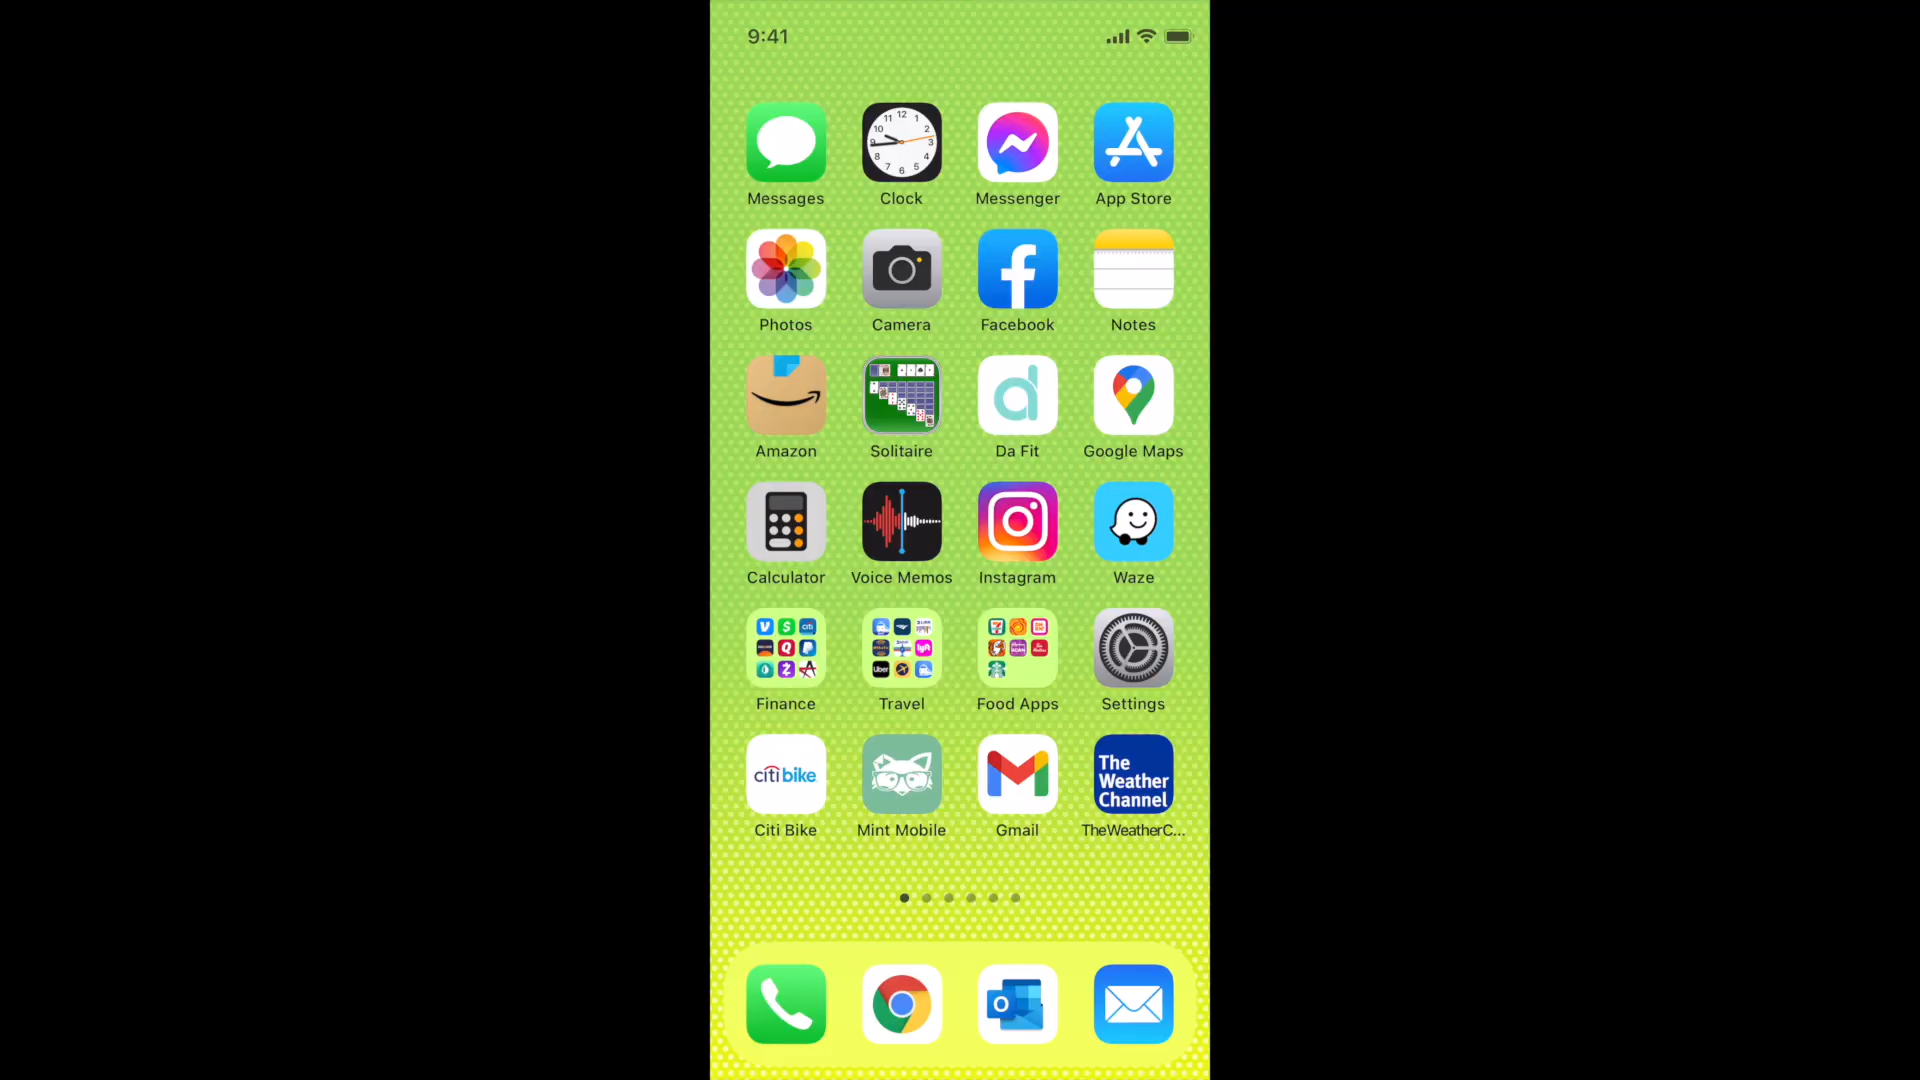 9:41
Messages Clock Messenger App Store
Photos Camera Facebook Notes
Amazon Solitaire Da Fit Google Maps
Calculator Voice Memos Instagram Waze
Finance Travel Food Apps Settings
citi bike
The
Weather
Channel
Citi Bike Mint Mobile Gmail TheWeatherC...